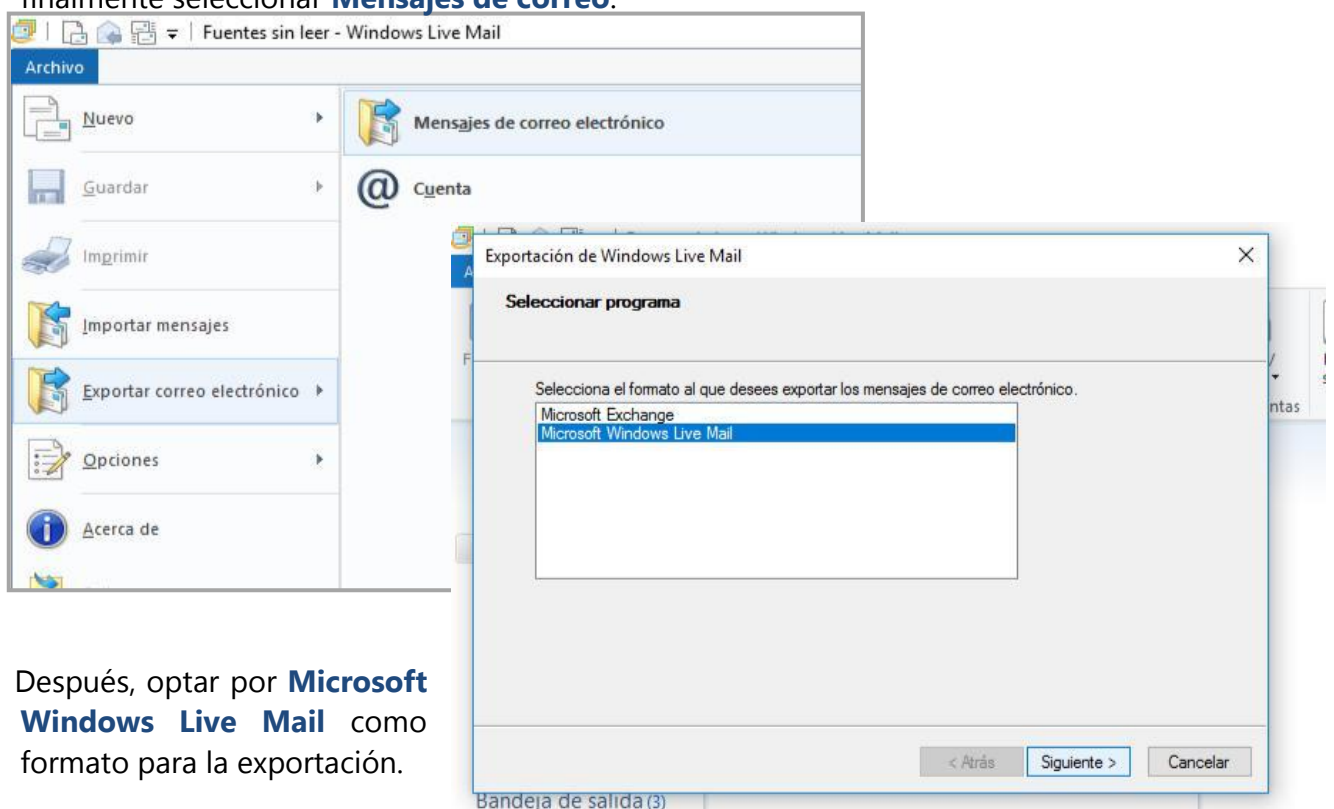 finalmente seleccionar Mensajes de correo.
Fuentes sin leer - Windows Live Mail
Archivo
Nuevo
Guardar
Imprimir
Importar mensajes
Exportar correo electrónico
Opciones
Acerca de
Mensajes de correo electrónico
Cuenta
Exportación de Windows Live Mail
Seleccionar programa
Selecciona el formato al que desees exportar los mensajes de correo electrónico.
Microsoft Exchange
Microsoft Windows Live Mail
< Atrás
Siguiente >
Cancelar
ntas
Bandeja de salida (3)
Después, optar por Microsoft
Windows Live Mail como
formato para la exportación.